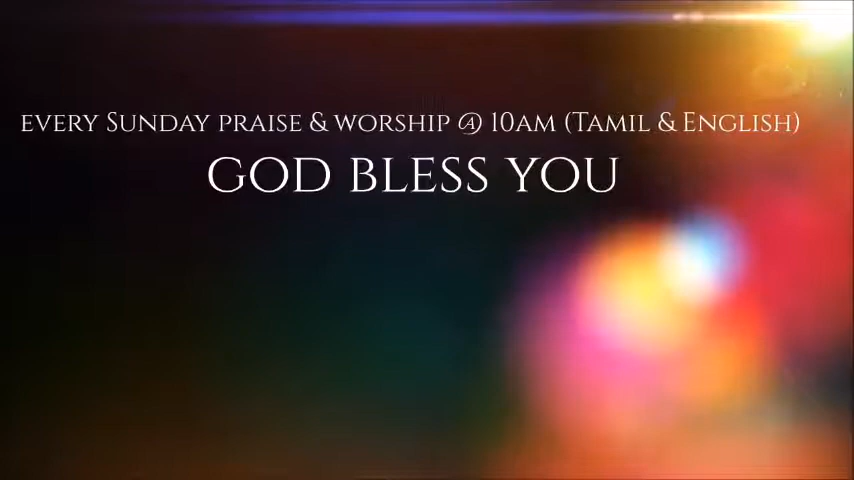 EVERY SUNDAY PRAISE & WORSHIP @ 10AM (TAMIL & ENGLISH)
GOD BLESS YOU